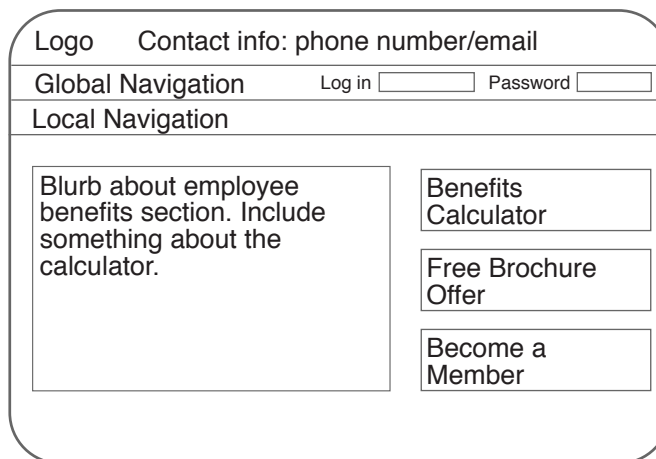 Logo Contact info: phone number/email
Global Navigation Log in Password
Local Navigation
Blurb about employee
benefits section. Include
something about the
calculator.
Benefits
Calculator
Free Brochure
Offer
Become a
Member